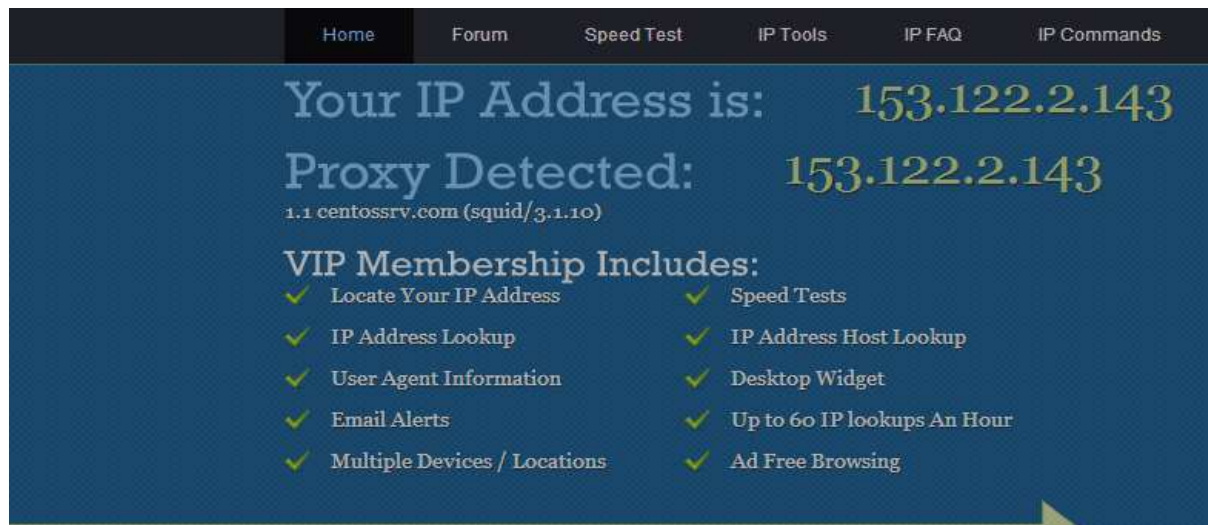 Home Forum Speed Test IP Tools IP FAQ IP Commands
Your IP Address is: 153.122.2.143
Proxy Detected: 153.122.2.143
1.1 centossrv.com (squid/3.1.10)
VIP Membership Includes:
Locate Your IP Address Speed Tests
IP Address Lookup IP Address Host Lookup
User Agent Information Desktop Widget
Email Alerts Up to 60 IP lookups An Hour
Multiple Devices / Locations Ad Free Browsing